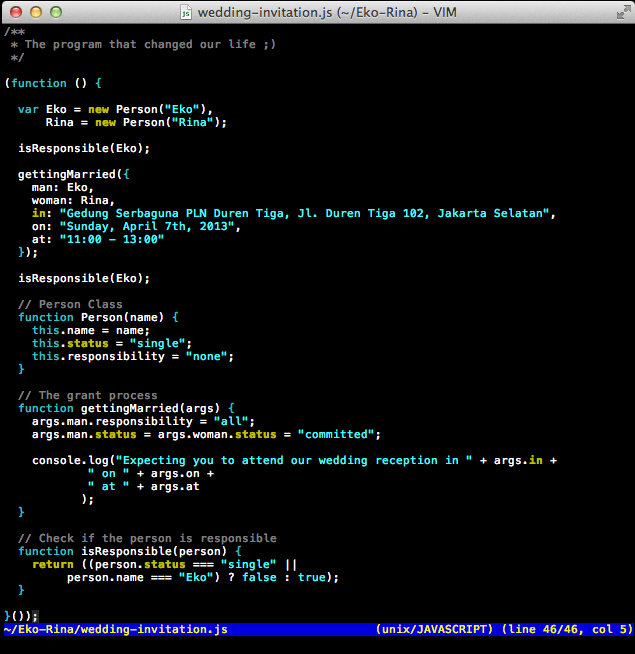 wedding-invitation.js (~/Eko-Rina) - VIM
/**
 * The program that changed our life ;)
 */

(function () {

  var Eko = new Person("Eko"),
      Rina = new Person("Rina");

  isResponsible(Eko);

  gettingMarried({
    man: Eko,
    woman: Rina,
    in: "Gedung Serbaguna PLN Duren Tiga, Jl. Duren Tiga 102, Jakarta Selatan",
    on: "Sunday, April 7th, 2013",
    at: "11:00 - 13:00"
  });

  isResponsible(Eko);

  // Person Class
  function Person(name) {
    this.name = name;
    this.status = "single";
    this.responsibility = "none";
  }

  // The grant process
  function gettingMarried(args) {
    args.man.responsibility = "all";
    args.man.status = args.woman.status = "committed";

    console.log("Expecting you to attend our wedding reception in " + args.in +
            " on " + args.on +
            " at " + args.at
           );
  }

  // Check if the person is responsible
  function isResponsible(person) {
    return ((person.status === "single" ||
         person.name === "Eko") ? false : true);
  }

}());
~/Eko-Rina/wedding-invitation.js (unix/JAVASCRIPT) (line 46/46, col 5)